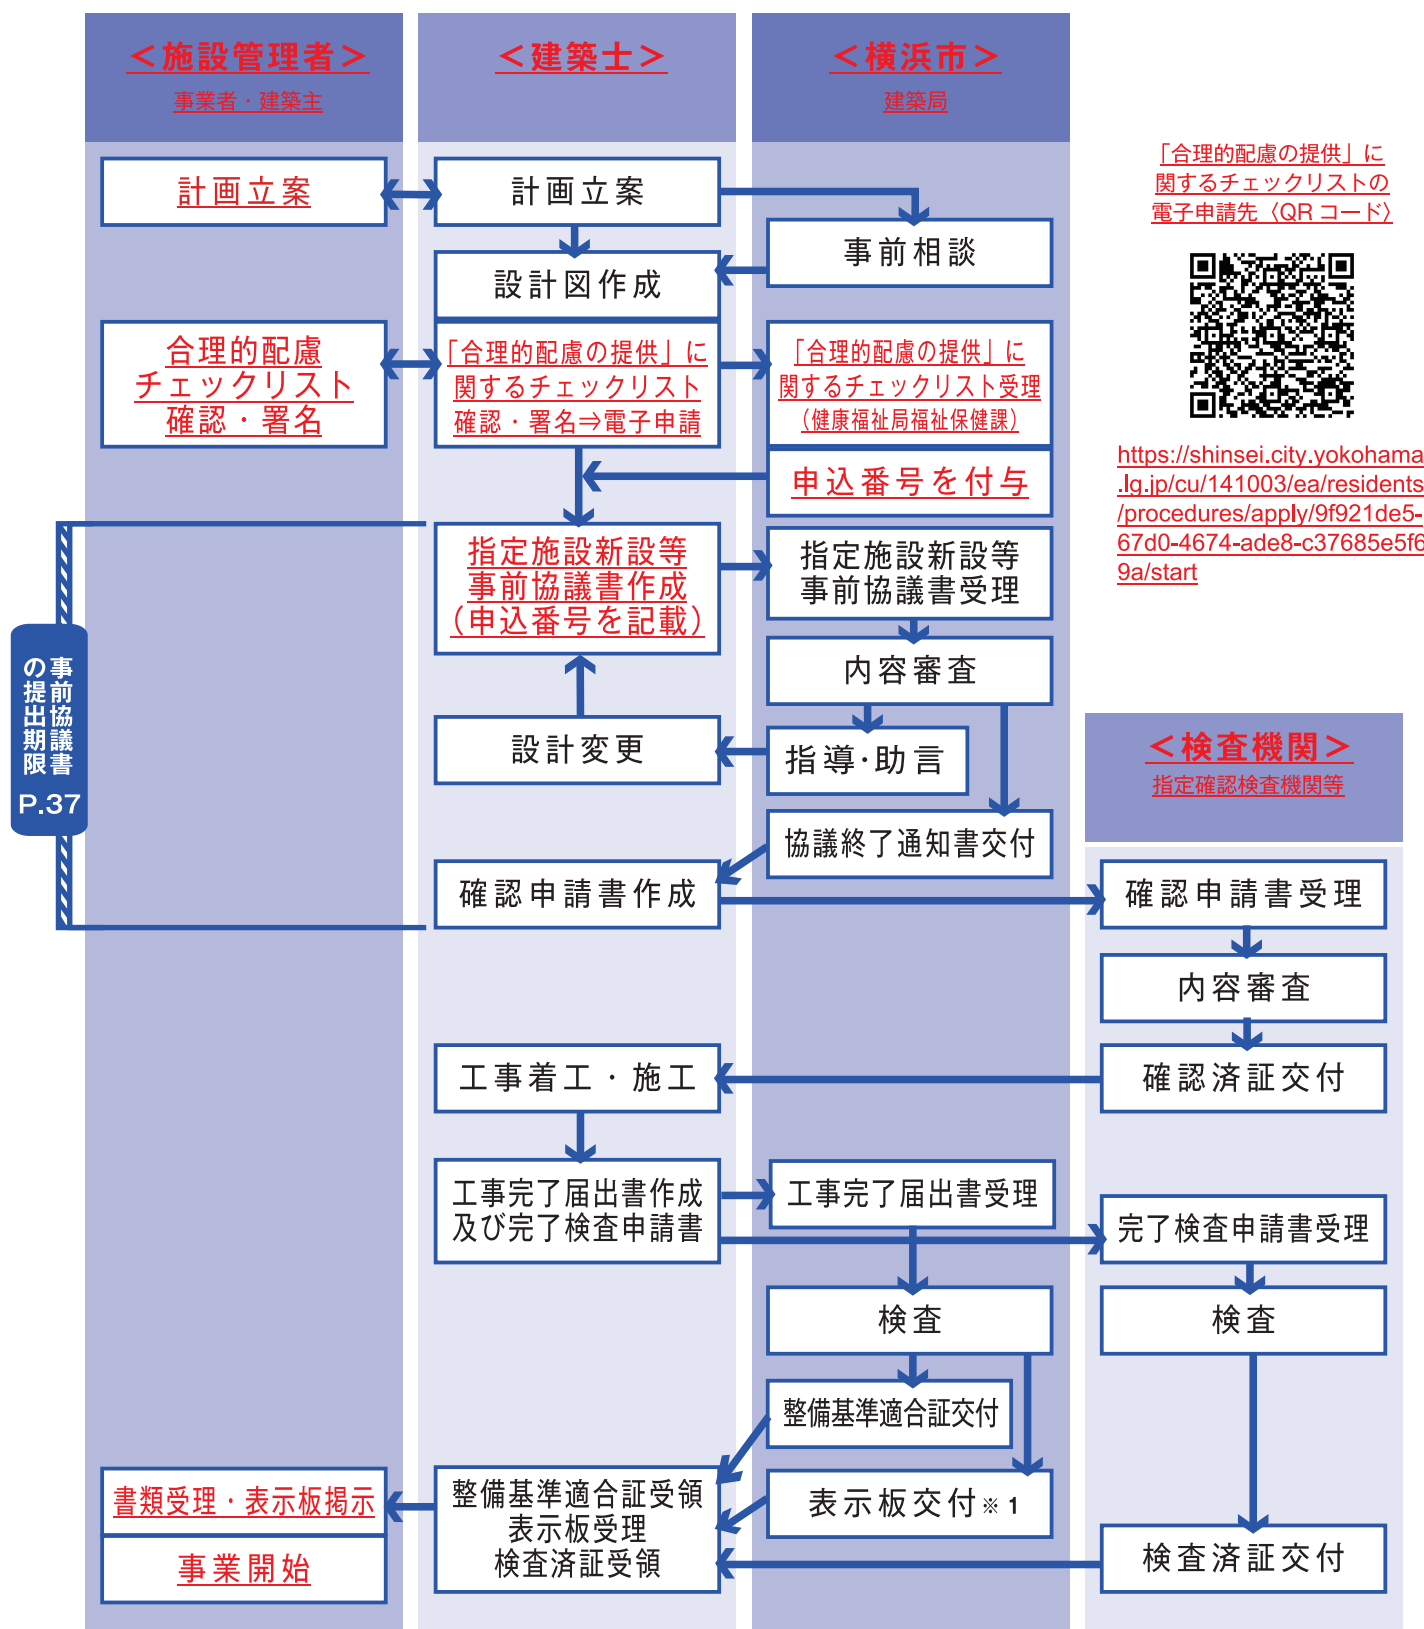 ＜施設管理者＞
事業者・建築主
＜建築士＞
＜横浜市＞
建築局
「合理的配慮の提供」に
関するチェックリストの
電子申請先〈QRコード〉
https://shinsei.city.yokohama
.lg.jp/cu/141003/ea/residents
/procedures/apply/9f921de5-
67d0-4674-ade8-c37685e5f6
9a/start
計画立案
計画立案
事前相談
設計図作成
合理的配慮
チェックリスト
確認・署名
「合理的配慮の提供」に
関するチェックリスト
確認・署名⇒電子申請
「合理的配慮の提供」に
関するチェックリスト受理
（健康福祉局福祉保健課）
申込番号を付与
指定施設新設等
事前協議書作成
（申込番号を記載）
指定施設新設等
事前協議書受理
内容審査
事前協議書
の提出期限
P.37
設計変更
指導・助言
＜検査機関＞
指定確認検査機関等
協議終了通知書交付
確認申請書作成
確認申請書受理
内容審査
工事着工・施工
確認済証交付
工事完了届出書作成
及び完了検査申請書
工事完了届出書受理
完了検査申請書受理
検査
検査
整備基準適合証交付
書類受理・表示板掲示
事業開始
整備基準適合証受領
表示板受理
検査済証受領
表示板交付※1
検査済証交付